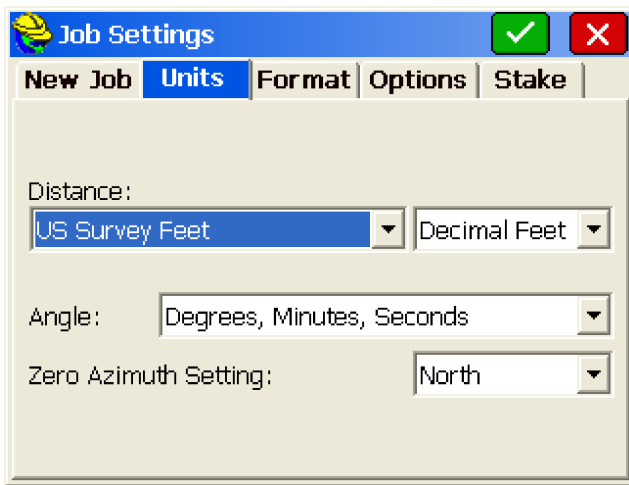 Job Settings
New Job Units Format Options Stake
Distance:
US Survey Feet Decimal Feet
Angle: Degrees, Minutes, Seconds
Zero Azimuth Setting: North